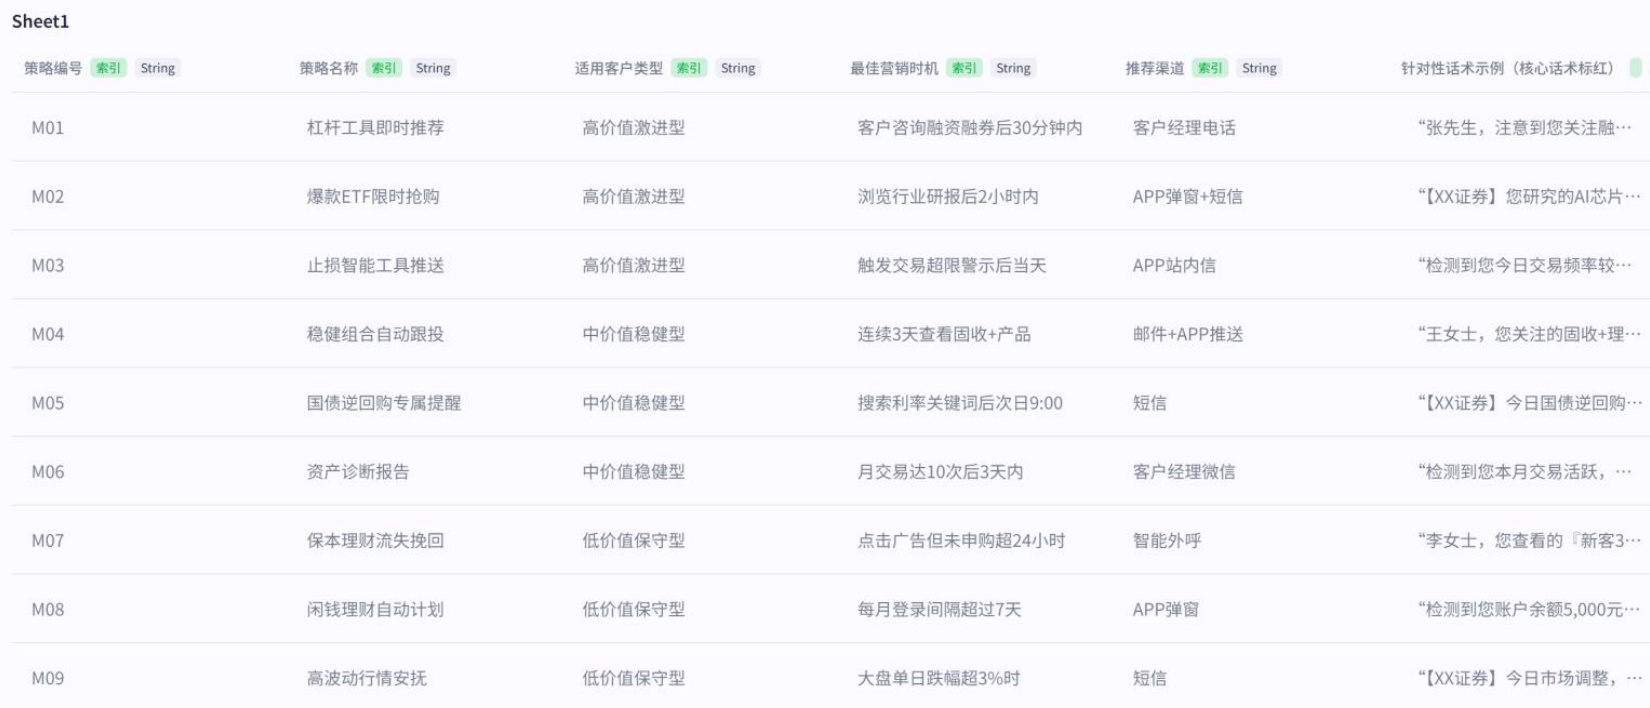 Sheet1
策略编号 索引 String 策略名称 索引 String 适用客户类型 索引 String 最佳营销时机 索引 String 推荐渠道 索引 String 针对性话术示例（核心话术标红）
M01 杠杆工具即时推荐 高价值激进型 客户咨询融资融券后30分钟内 客户经理电话 “张先生，注意到您关注融…
M02 爆款ETF限时抢购 高价值激进型 浏览行业研报后2小时内 APP弹窗+短信 “【XX证券】您研究的AI芯片…
M03 止损智能工具推送 高价值激进型 触发交易超限警示后当天 APP站内信 “检测到您今日交易频率较…
M04 稳健组合自动跟投 中价值稳健型 连续3天查看固收+产品 邮件+APP推送 “王女士，您关注的固收+理…
M05 国债逆回购专属提醒 中价值稳健型 搜索利率关键词后次日9:00 短信 “【XX证券】今日国债逆回购…
M06 资产诊断报告 中价值稳健型 月交易达10次后3天内 客户经理微信 “检测到您本月交易活跃，…
M07 保本理财流失挽回 低价值保守型 点击广告但未申购超24小时 智能外呼 “李女士，您查看的『新客3…
M08 闲钱理财自动计划 低价值保守型 每月登录间隔超过7天 APP弹窗 “检测到您账户余额5,000元…
M09 高波动行情安抚 低价值保守型 大盘单日跌幅超3%时 短信 “【XX证券】今日市场调整，…